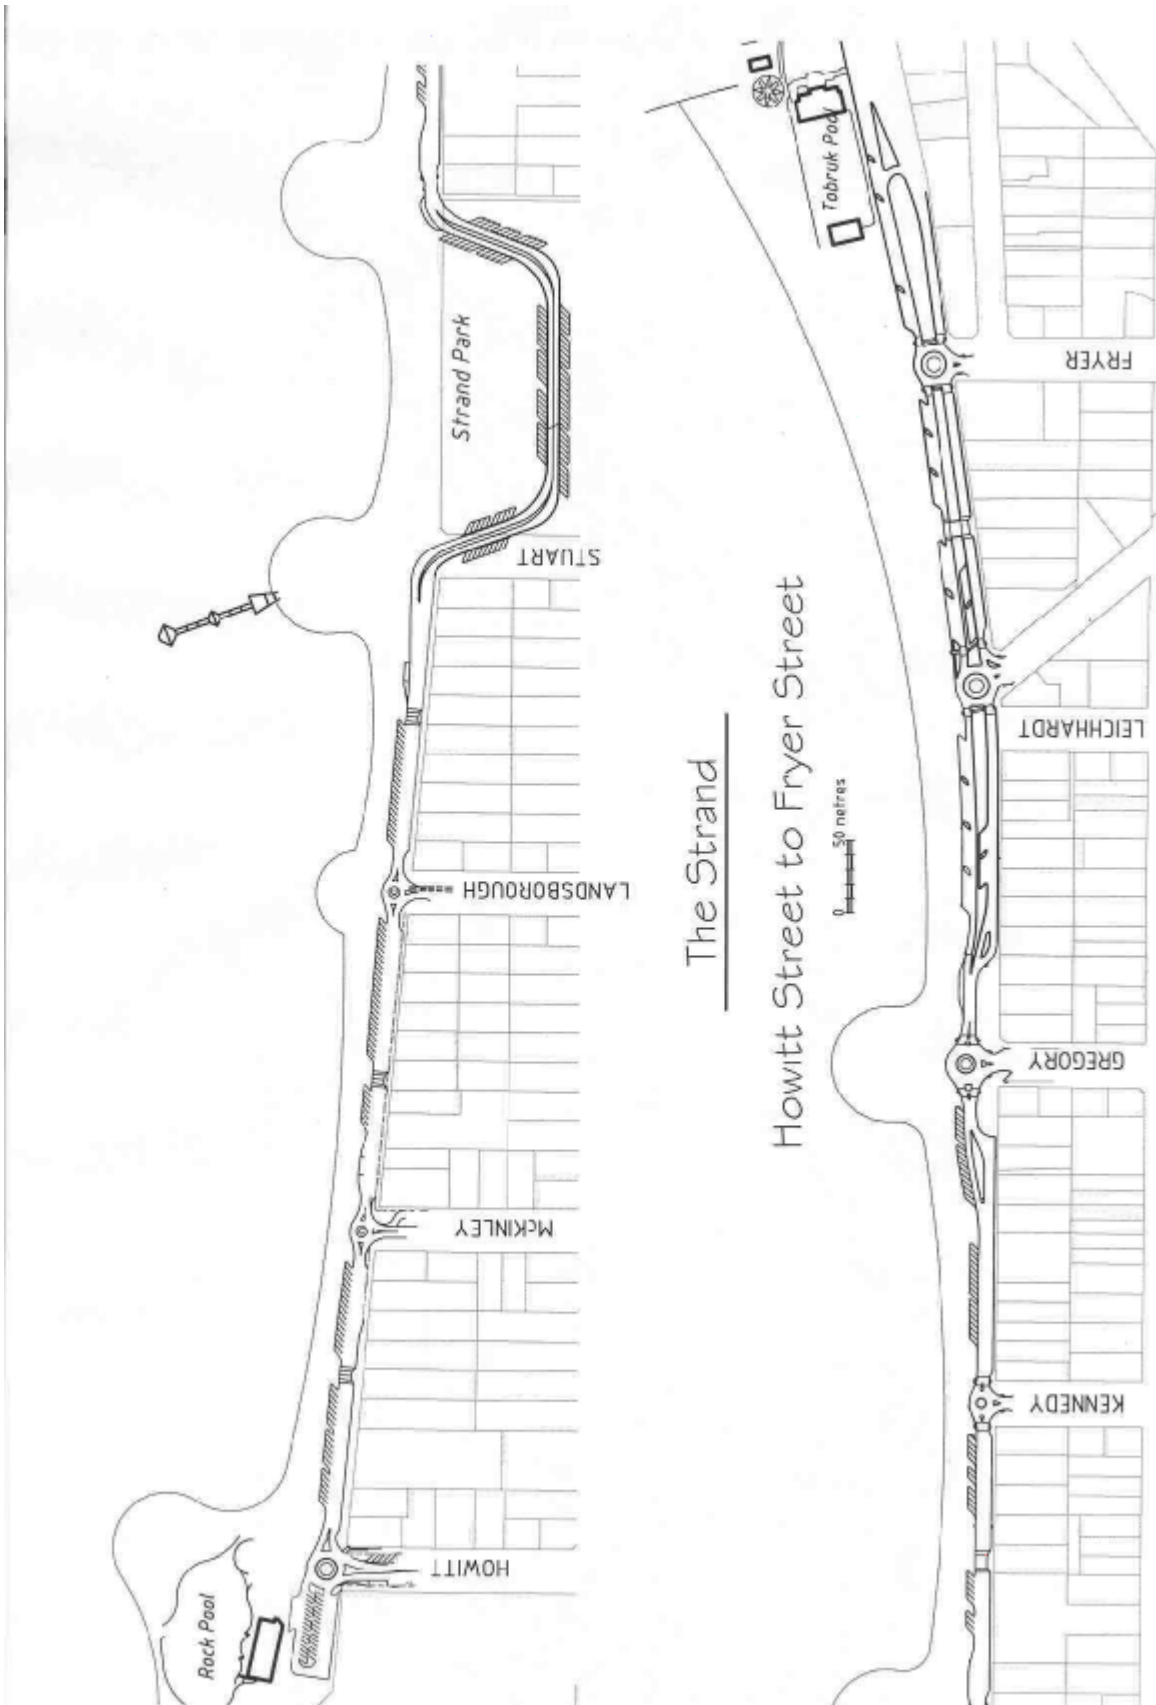 The Strand
Howitt Street to Fryer Street
0 50 metres
Rock Pool
HOWITT
McKINLEY
LANDSBOROUGH
STUART
Strand Park
KENNEDY
GREGORY
LEICHHARDT
FRYER
Tobruk Pool